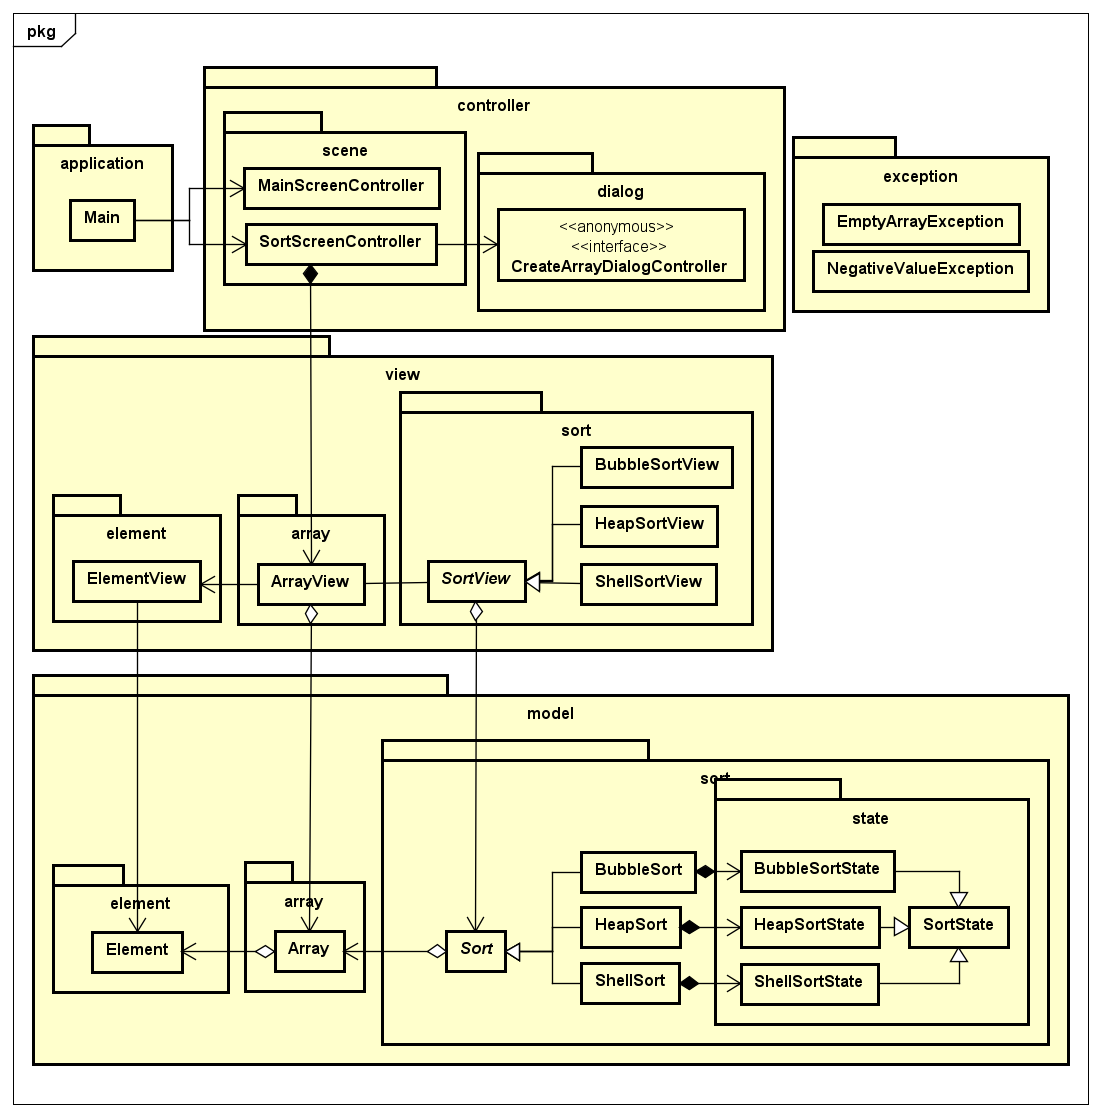 pkg
controller
application
scene
exception
dialog
MainScreenController
Main
SortScreenController
<<anonymous>>
<<interface>>
CreateArrayDialogController
EmptyArrayException
NegativeValueException
view
sort
BubbleSortView
HeapSortView
ShellSortView
element
array
ElementView
ArrayView
SortView
model
sort
state
BubbleSort
BubbleSortState
element
array
HeapSort
HeapSortState
SortState
Element
Array
Sort
ShellSort
ShellSortState